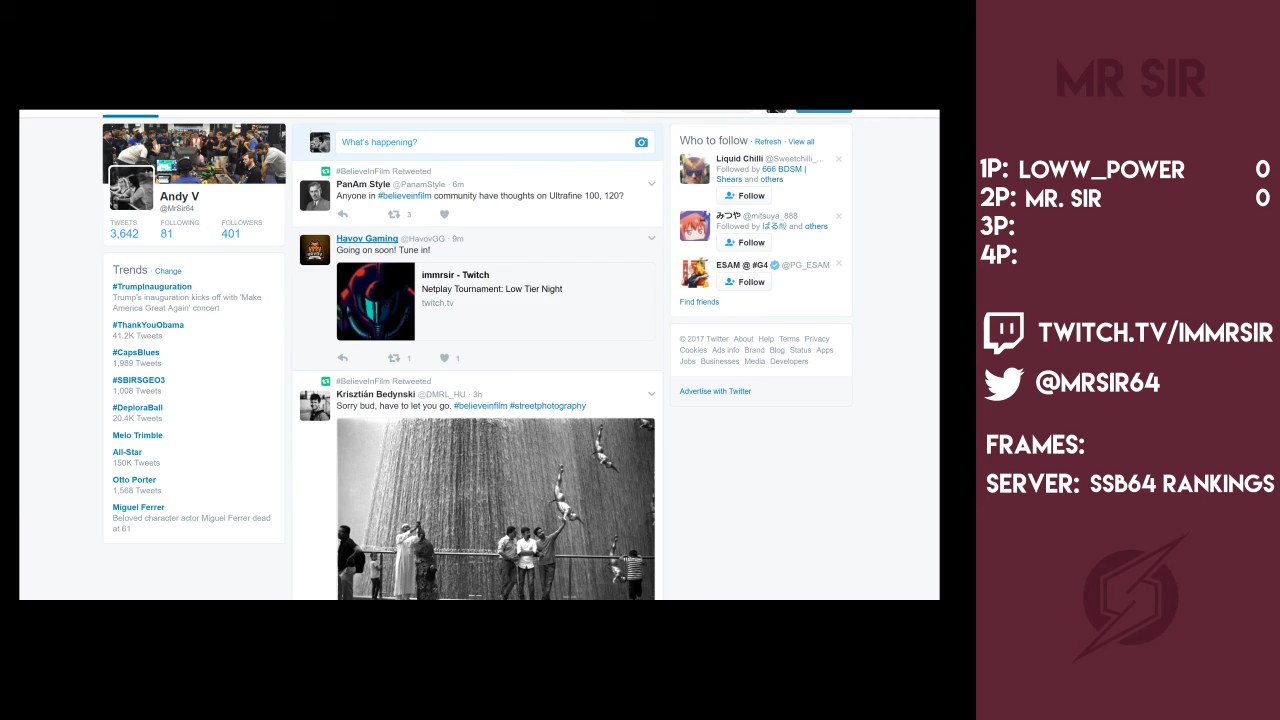 Andy V
@MrSir64
TWEETS FOLLOWING FOLLOWERS
3,642 81 401
Trends · Change
#TrumpInauguration
Trump's inauguration kicks off with 'Make
America Great Again' concert
#ThankYouObama
41.2K Tweets
#CapsBlues
1,989 Tweets
#SBIRSGEO3
1,008 Tweets
#DeploraBall
20.4K Tweets
Melo Trimble
All-Star
150K Tweets
Otto Porter
1,568 Tweets
Miguel Ferrer
Beloved character actor Miguel Ferrer dead
at 61
What's happening?
#BelieveInFilm Retweeted
PanAm Style @PanamStyle · 6m
Anyone in #believeinfilm community have thoughts on Ultrafine 100, 120?
3
Havov Gaming @HavovGG · 9m
Going on soon! Tune in!
immrsir - Twitch
Netplay Tournament: Low Tier Night
twitch.tv
1 1
#BelieveInFilm Retweeted
Krisztián Bedynski @DMRL_HU · 3h
Sorry bud, have to let you go. #believeinfilm #streetphotography
Who to follow · Refresh · View all
Liquid Chilli @Sweetchilli_...
Followed by 666 BDSM |
Shears and others
Follow
みつや @mitsuya_888
Followed by ぱる殻 and others
Follow
ESAM @ #G4 @PG_ESAM
Follow
Find friends
© 2017 Twitter About Help Terms Privacy
Cookies Ads info Brand Blog Status Apps
Jobs Businesses Media Developers
Advertise with Twitter
MR SIR
1P: LOWW_POWER 0
2P: MR. SIR 0
3P:
4P:
TWITCH.TV/IMMRSIR
@MRSIR64
FRAMES:
SERVER: SSB64 RANKINGS